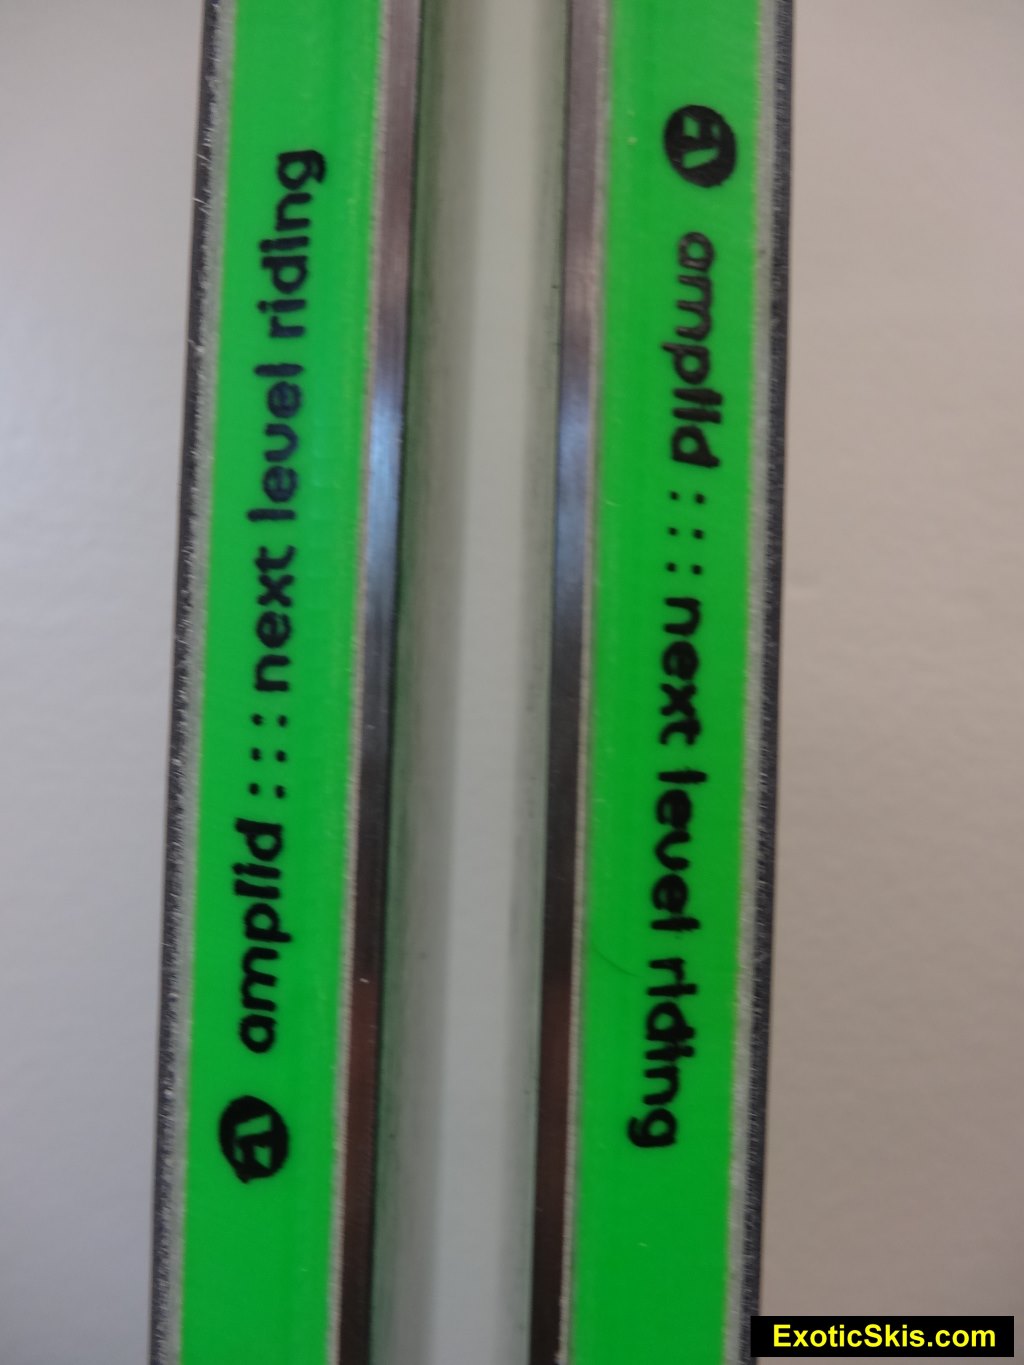 amplid : : : next level riding
amplid : : : next level riding
ExoticSkis.com